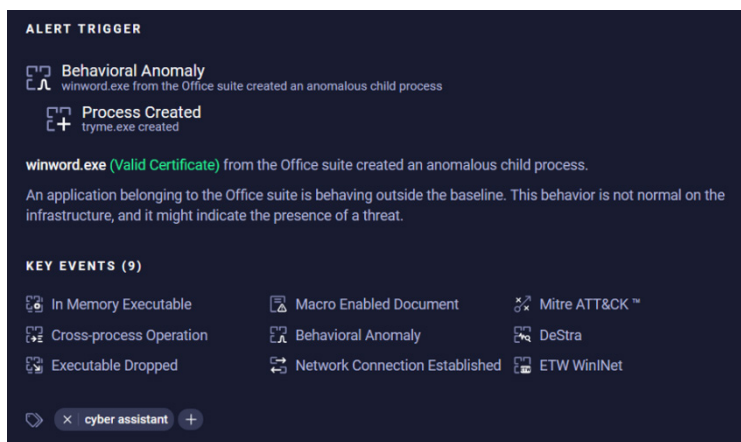 ALERT TRIGGER
Behavioral Anomaly
winword.exe from the Office suite created an anomalous child process
Process Created
tryme.exe created
winword.exe (Valid Certificate) from the Office suite created an anomalous child process.
An application belonging to the Office suite is behaving outside the baseline. This behavior is not normal on the
infrastructure, and it might indicate the presence of a threat.
KEY EVENTS (9)
In Memory Executable
Macro Enabled Document
Mitre ATT&CK ™
Cross-process Operation
Behavioral Anomaly
DeStra
Executable Dropped
Network Connection Established
ETW WinINet
cyber assistant